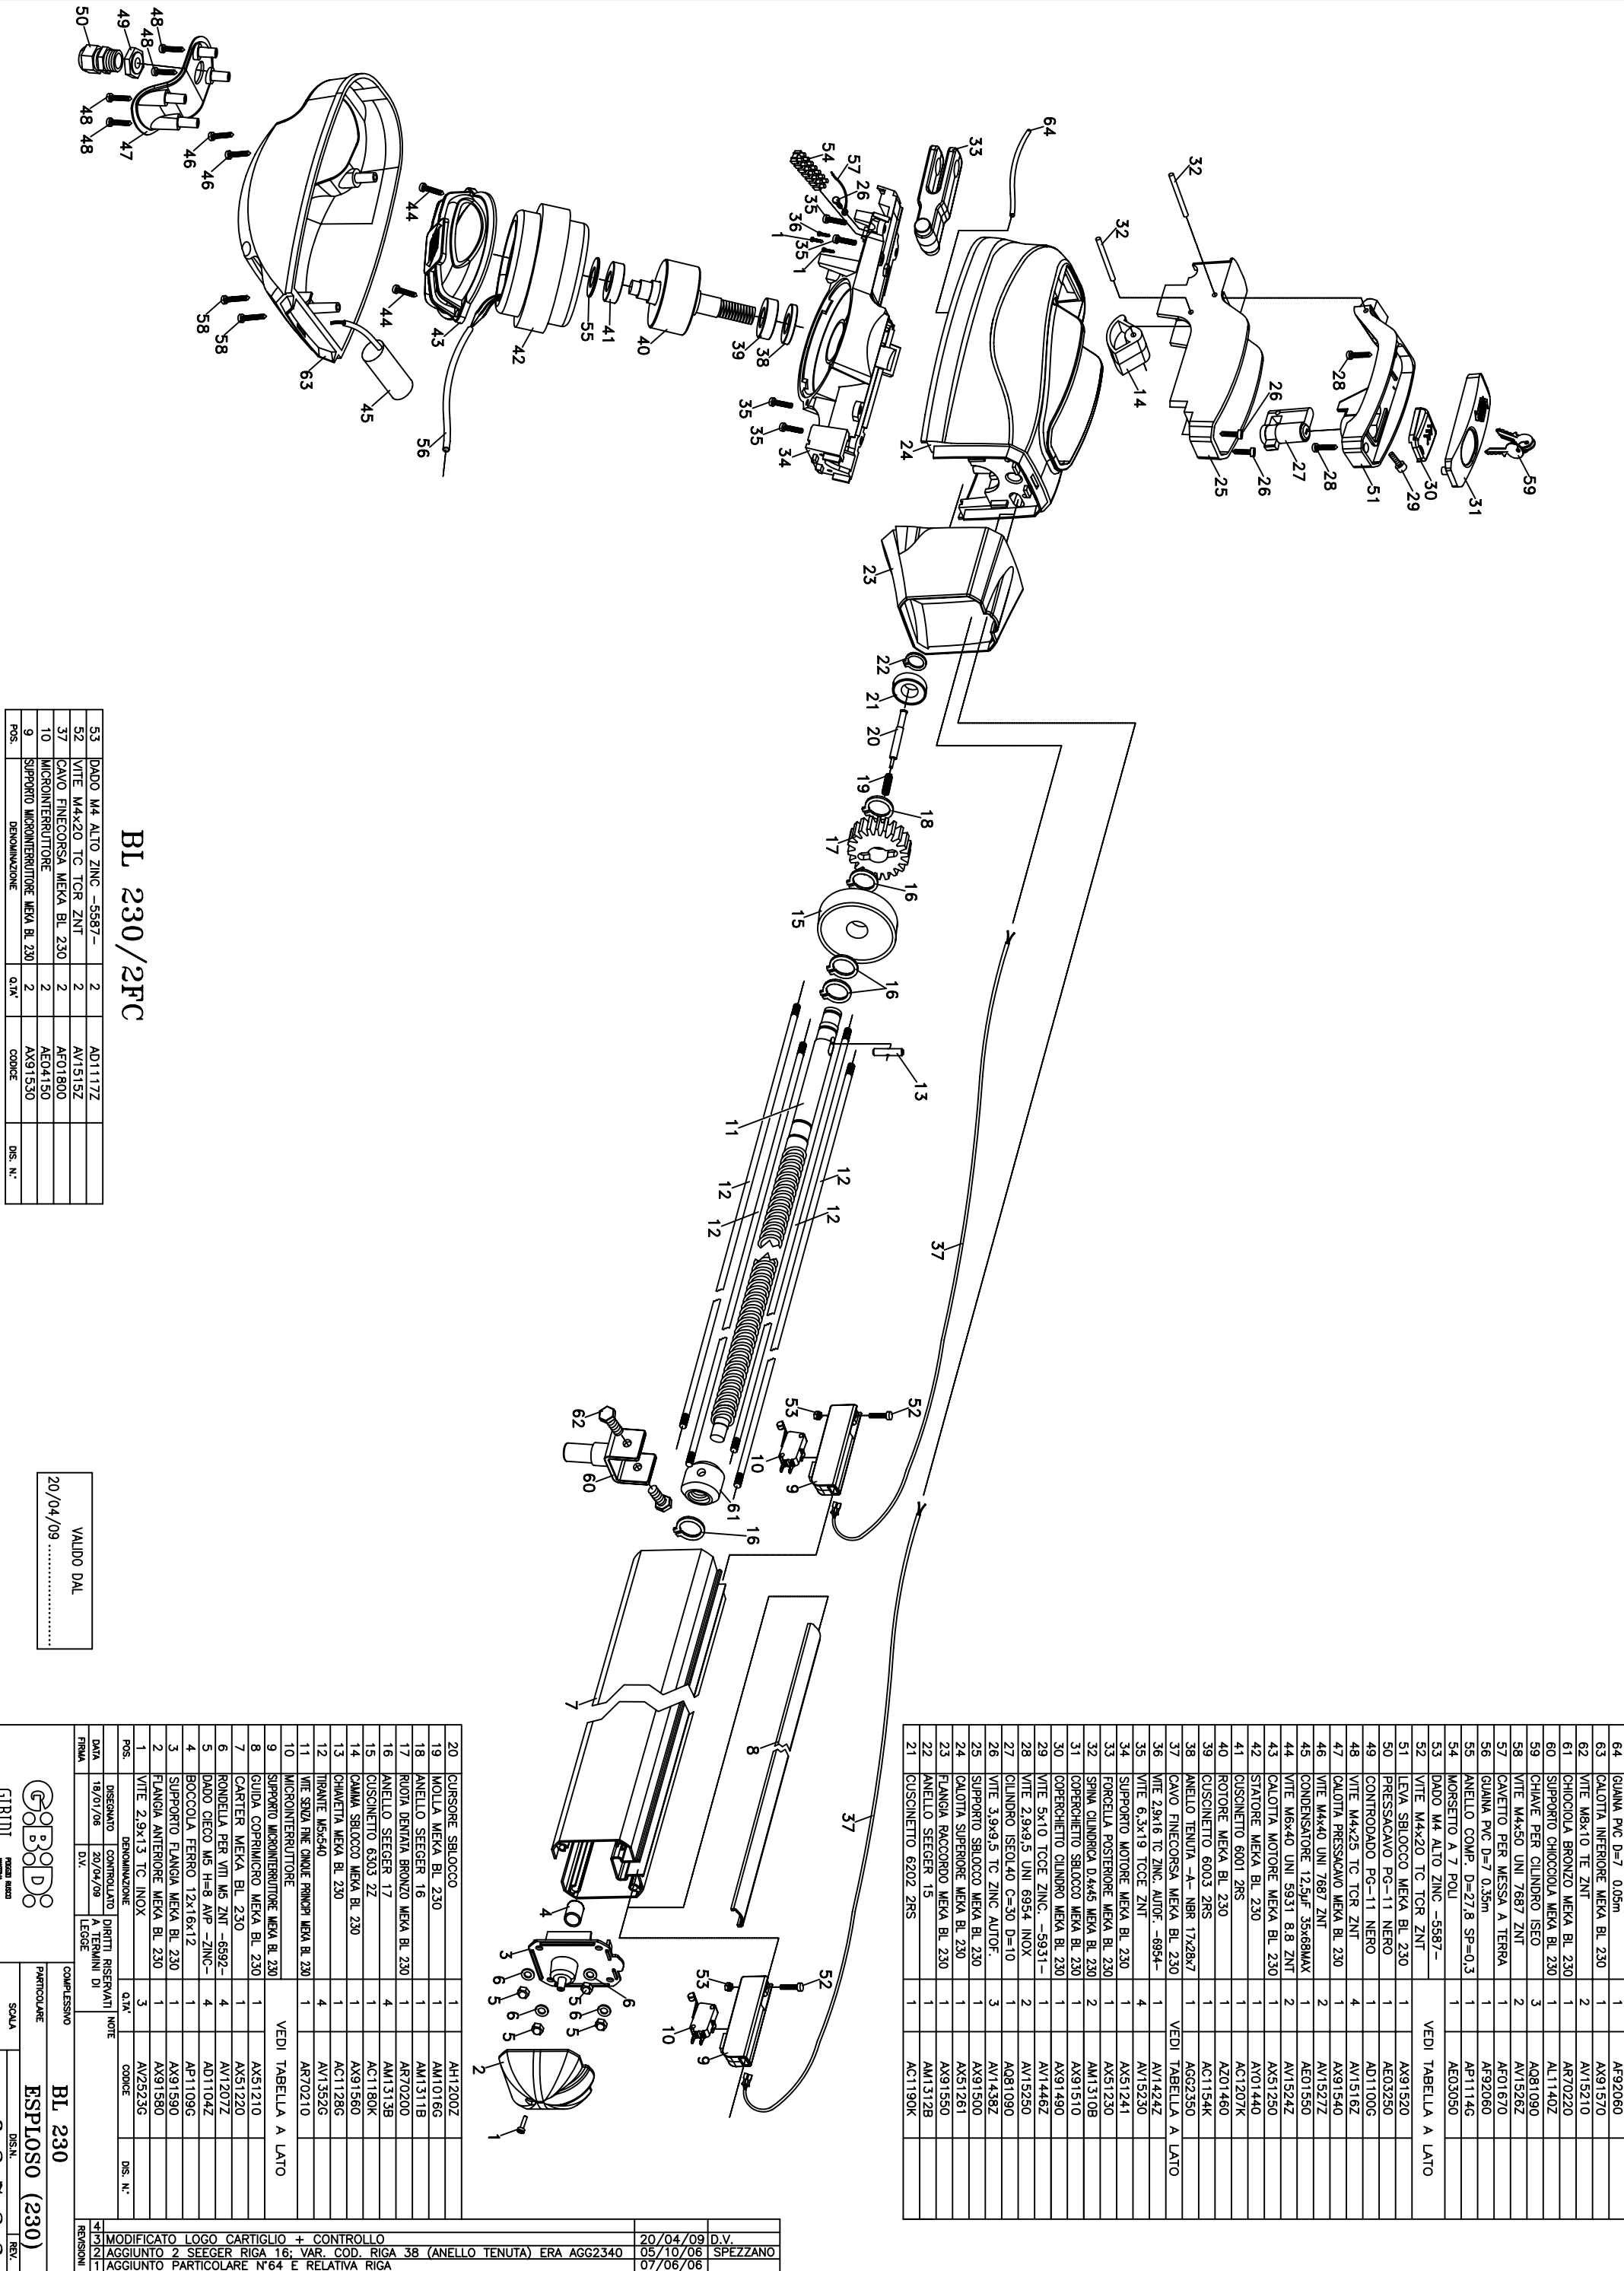 BL 230/2FC
53 DADO M4 ALTO ZINC -5587- 2 AD1117Z
52 VITE M4x20 TC TCR ZNT 2 AV1515Z
37 CAVO FINECORSA MEKA BL 230 2 AF01800
10 MICROINTERRUTTORE 2 AE04150
9 SUPPORTO MICROINTERRUTTORE MEKA BL 230 2 AX91530
POS. DENOMINAZIONE Q.TA' CODICE DIS. N.°
VALIDO DAL
20/04/09
64 GUAINA PVC D=7 0.05m 1 AF92060
63 CALOTTA INFERIORE MEKA BL 230 1 AX91570
62 VITE M8x10 TE ZNT 2 AV15210
61 CHIOCCIOLA BRONZO MEKA BL 230 1 AR70220
60 SUPPORTO CHIOCCIOLA MEKA BL 230 1 AL1140Z
59 CHIAVE PER CILINDRO ISEO 3 AQ81090
58 VITE M4x50 UNI 7687 ZNT 2 AV1526Z
57 CAVETTO PER MESSA A TERRA 1 AF01670
56 GUAINA PVC D=7 0.35m 1 AF92060
55 ANELLO COMP. D=27,8 SP=0,3 1 AP1114G
54 MORSETTO A 7 POLI 1 AE03050
53 DADO M4 ALTO ZINC -5587- VEDI TABELLA A LATO
52 VITE M4x20 TC TCR ZNT
51 LEVA SBLOCCO MEKA BL 230 1 AX91520
50 PRESSACAVO PG-11 NERO 1 AE03250
49 CONTRODADO PG-11 NERO 1 AD1100G
48 VITE M4x25 TC TCR ZNT 4 AV1516Z
47 CALOTTA PRESSACAVO MEKA BL 230 1 AX91540
46 VITE M4x40 UNI 7687 ZNT 2 AV1527Z
45 CONDENSATORE 12,5µF 35x68MAX 1 AE01550
44 VITE M6x40 UNI 5931 8.8 ZNT 2 AV1524Z
43 CALOTTA MOTORE MEKA BL 230 1 AX51250
42 STATORE MEKA BL 230 1 AY01440
41 CUSCINETTO 6001 2RS 1 AC1207K
40 ROTORE MEKA BL 230 1 AZ01460
39 CUSCINETTO 6003 2RS 1 AC1154K
38 ANELLO TENUTA -A- NBR 17x28x7 1 AGG2350
37 CAVO FINECORSA MEKA BL 230 VEDI TABELLA A LATO
36 VITE 2,9x16 TC ZINC. AUTOF. -6954- 1 AV1424Z
35 VITE 6,3x19 TCCE ZNT 4 AV15230
34 SUPPORTO MOTORE MEKA BL 230 1 AX51241
33 FORCELLA POSTERIORE MEKA BL 230 1 AX51230
32 SPINA CILINDRICA D.4x45 MEKA BL 230 2 AM1310B
31 COPERCHIETTO SBLOCCO MEKA BL 230 1 AX91510
30 COPERCHIETTO CILINDRO MEKA BL 230 1 AX91490
29 VITE 5x10 TCCE ZINC. -5931- 1 AV1446Z
28 VITE 2,9x9,5 UNI 6954 INOX 2 AV15250
27 CILINDRO ISEOL40 C=30 D=10 1 AQ81090
26 VITE 3,9x9,5 TC ZINC AUTOF. 3 AV1438Z
25 SUPPORTO SBLOCCO MEKA BL 230 1 AX91500
24 CALOTTA SUPERIORE MEKA BL 230 1 AX51261
23 FLANGIA RACCORDO MEKA BL 230 1 AX91550
22 ANELLO SEEGER 15 1 AM1312B
21 CUSCINETTO 6202 2RS 1 AC1190K
20 CURSORE SBLOCCO 1 AH1200Z
19 MOLLA MEKA BL 230 1 AM1016G
18 ANELLO SEEGER 16 1 AM1311B
17 RUOTA DENTATA BRONZO MEKA BL 230 1 AR70200
16 ANELLO SEEGER 17 4 AM1313B
15 CUSCINETTO 6303 2Z 1 AC1180K
14 CAMMA SBLOCCO MEKA BL 230 1 AX91560
13 CHIAVETTA MEKA BL 230 1 AC1128G
12 TIRANTE M5x540 4 AV1352G
11 VITE SENZA FINE CINQUE PRINCIPI MEKA BL 230 1 AR70210
10 MICROINTERRUTTORE VEDI TABELLA A LATO
9 SUPPORTO MICROINTERRUTTORE MEKA BL 230
8 GUIDA COPRIMICRO MEKA BL 230 1 AX51210
7 CARTER MEKA BL 230 1 AX51220
6 RONDELLA PER VITI M5 ZNT -6592- 4 AV1207Z
5 DADO CIECO M5 H=8 AVP -ZINC- 4 AD1104Z
4 BOCCOLA FERRO 12x16x12 1 AP1109G
3 SUPPORTO FLANGIA MEKA BL 230 1 AX91590
2 FLANGIA ANTERIORE MEKA BL 230 1 AX91580
1 VITE 2,9x13 TC INOX 3 AV2523G
POS. DENOMINAZIONE Q.TA' CODICE DIS. N.°
DISEGNATO CONTROLLATO DIRITTI RISERVATI A TERMINI DI LEGGE NOTE
DATA 18/01/06 20/04/09
FIRMA D.V.
G:B:D:
COMPLESSIVO BL 230
PARTICOLARE ESPLOSO (230)
SCALA DIS.N. REV.
REVISIONI
4
3 MODIFICATO LOGO CARTIGLIO + CONTROLLO 20/04/09 D.V.
2 AGGIUNTO 2 SEEGER RIGA 16; VAR. COD. RIGA 38 (ANELLO TENUTA) ERA AGG2340 05/10/06 SPEZZANO
1 AGGIUNTO PARTICOLARE N°64 E RELATIVA RIGA 07/06/06